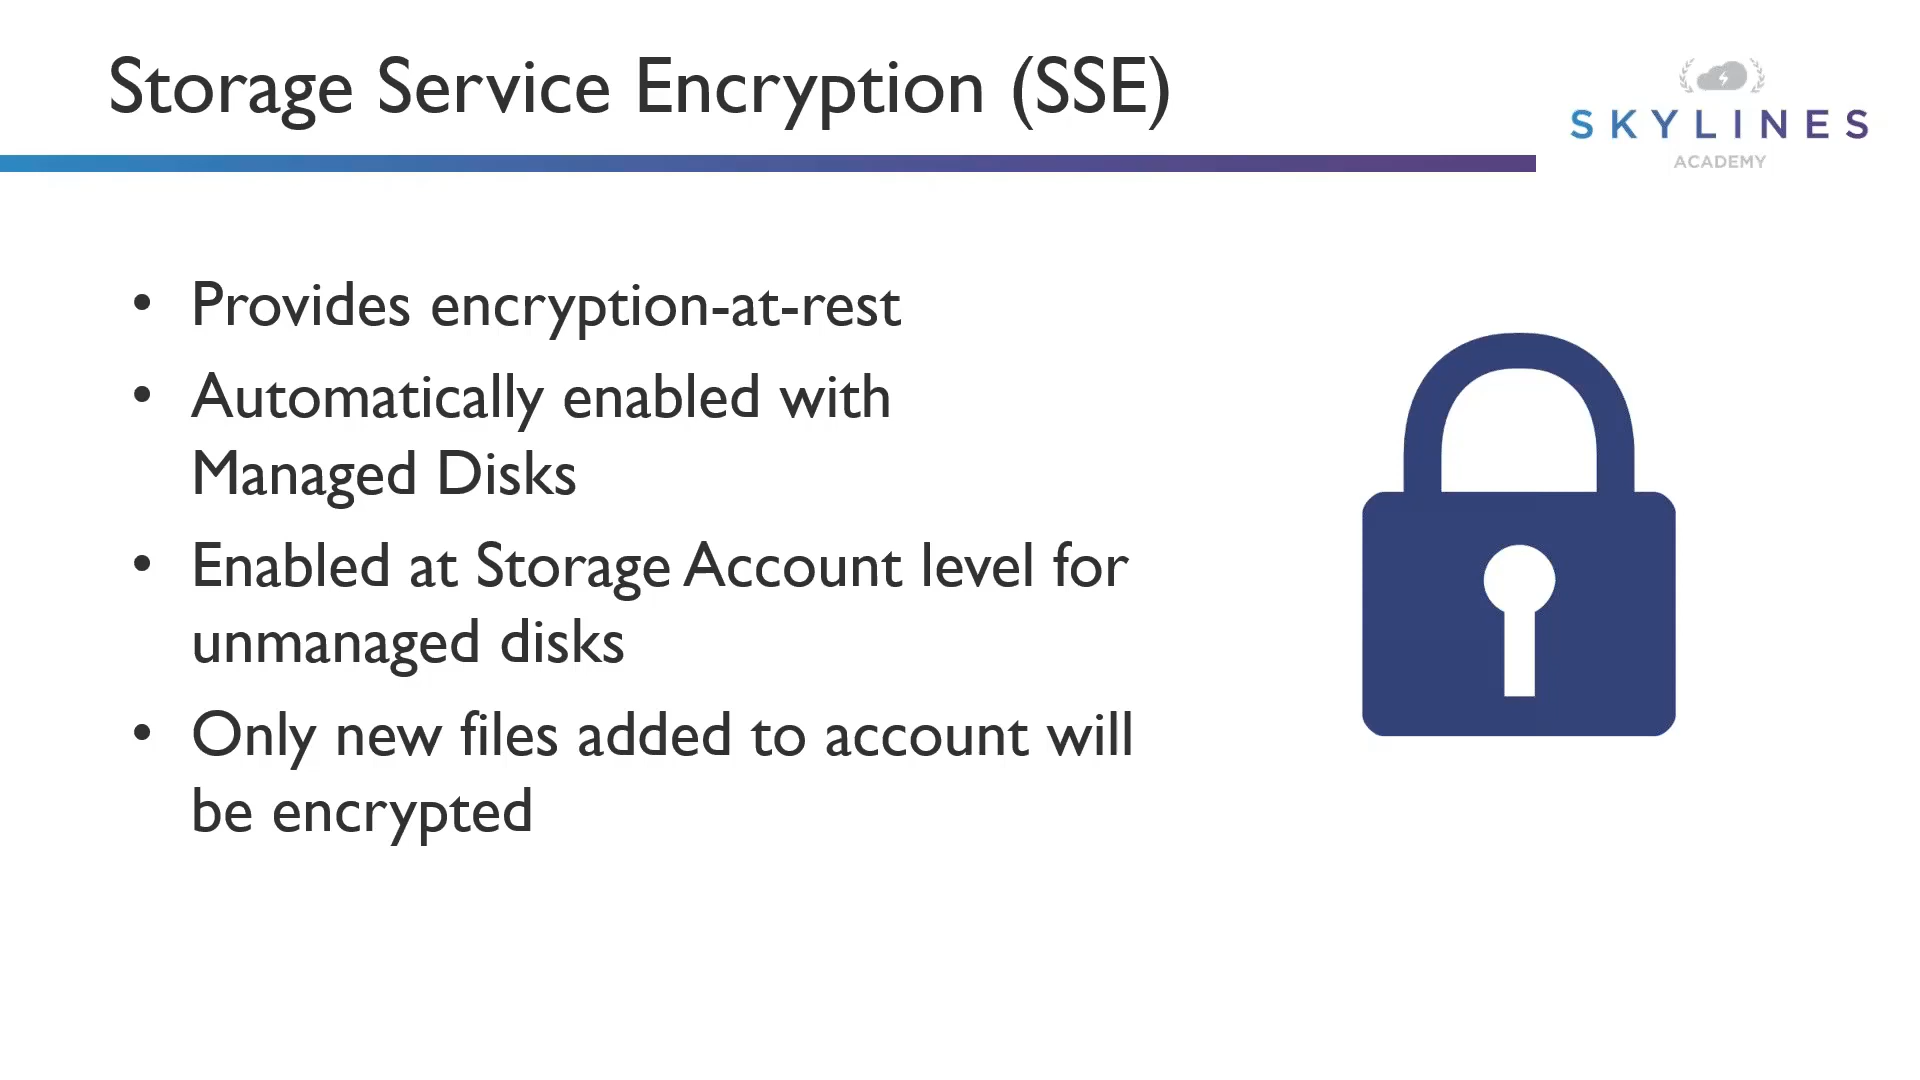 Storage Service Encryption (SSE)
SKYLINES
ACADEMY
• Provides encryption-at-rest
• Automatically enabled with
Managed Disks
• Enabled at Storage Account level for
unmanaged disks
• Only new files added to account will
be encrypted